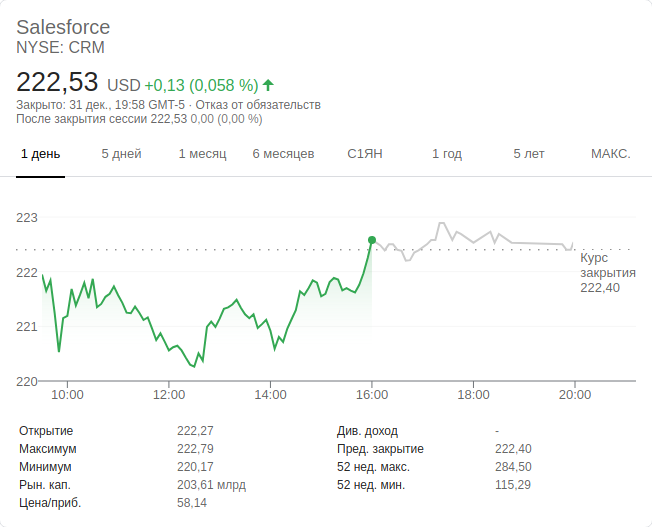 Salesforce
NYSE: CRM
222,53 USD +0,13 (0,058 %)
Закрыто: 31 дек., 19:58 GMT-5 · Отказ от обязательств
После закрытия сессии 222,53 0,00 (0,00 %)
1 день 5 дней 1 месяц 6 месяцев С1ЯН 1 год 5 лет МАКС.
223
222
221
220
Курс
закрытия
222,40
10:00 12:00 14:00 16:00 18:00 20:00
Открытие 222,27 Див. доход -
Максимум 222,79 Пред. закрытие 222,40
Минимум 220,17 52 нед. макс. 284,50
Рын. кап. 203,61 млрд 52 нед. мин. 115,29
Цена/приб. 58,14